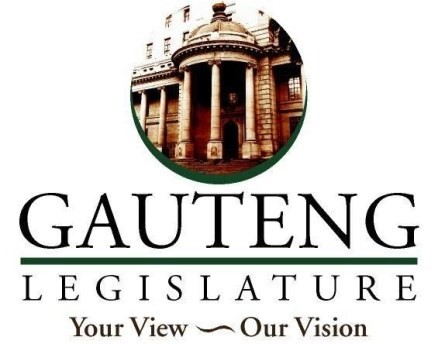 GAUTENG
LEGISLATURE
Your View ~ Our Vision